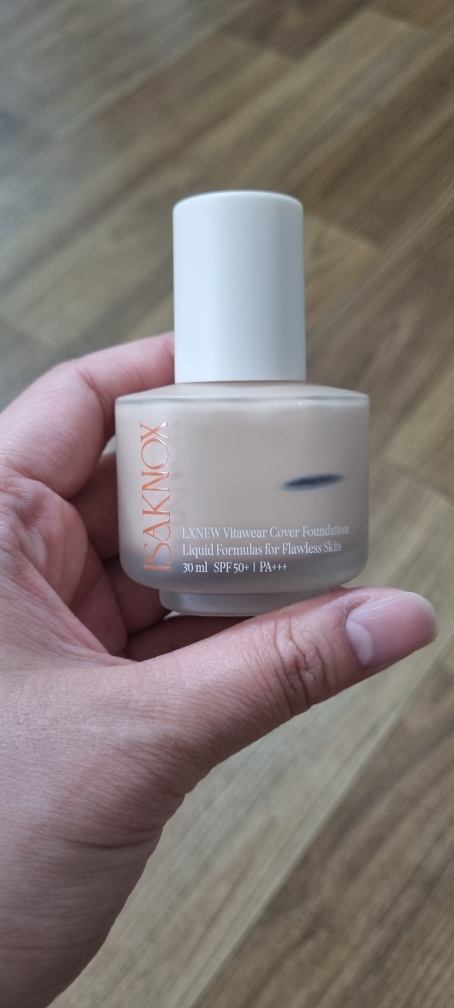 ISAKNOX
LXNEW Vitawear Cover Foundation
Liquid Formulas for Flawless Skin
30 ml SPF 50+ | PA+++